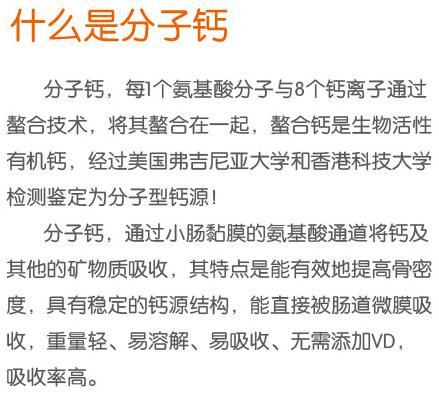 什么是分子钙
分子钙，每1个氨基酸分子与8个钙离子通过
螯合技术，将其螯合在一起，螯合钙是生物活性
有机钙，经过美国弗吉尼亚大学和香港科技大学
检测鉴定为分子型钙源！
分子钙，通过小肠黏膜的氨基酸通道将钙及
其他的矿物质吸收，其特点是能有效地提高骨密
度，具有稳定的钙源结构，能直接被肠道微膜吸
收，重量轻、易溶解、易吸收、无需添加VD，
吸收率高。